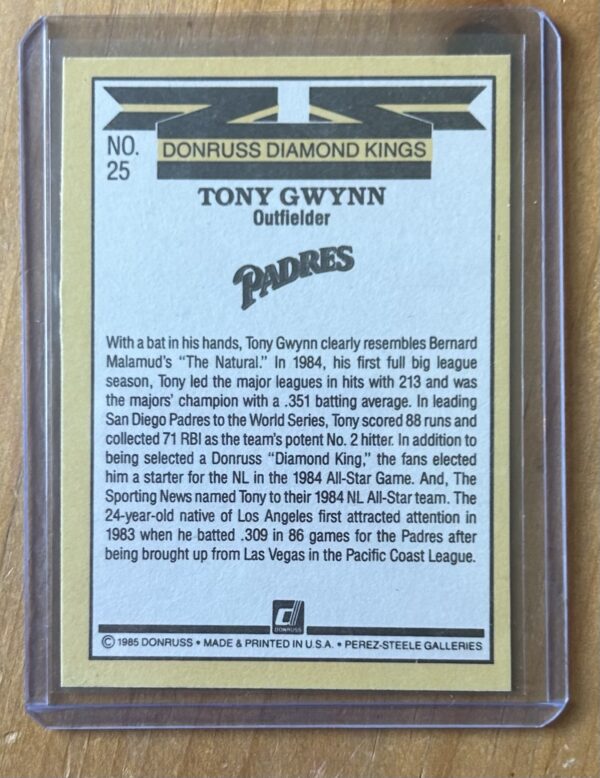 NO.
25
DONRUSS DIAMOND KINGS
TONY GWYNN
Outfielder
PADRES
With a bat in his hands, Tony Gwynn clearly resembles Bernard
Malamud's "The Natural." In 1984, his first full big league
season, Tony led the major leagues in hits with 213 and was
the majors' champion with a .351 batting average. In leading
San Diego Padres to the World Series, Tony scored 88 runs and
collected 71 RBI as the team's potent No. 2 hitter. In addition to
being selected a Donruss "Diamond King," the fans elected
him a starter for the NL in the 1984 All-Star Game. And, The
Sporting News named Tony to their 1984 NL All-Star team. The
24-year-old native of Los Angeles first attracted attention in
1983 when he batted .309 in 86 games for the Padres after
being brought up from Las Vegas in the Pacific Coast League.
DONRUSS
© 1985 DONRUSS • MADE & PRINTED IN U.S.A. • PEREZ-STEELE GALLERIES